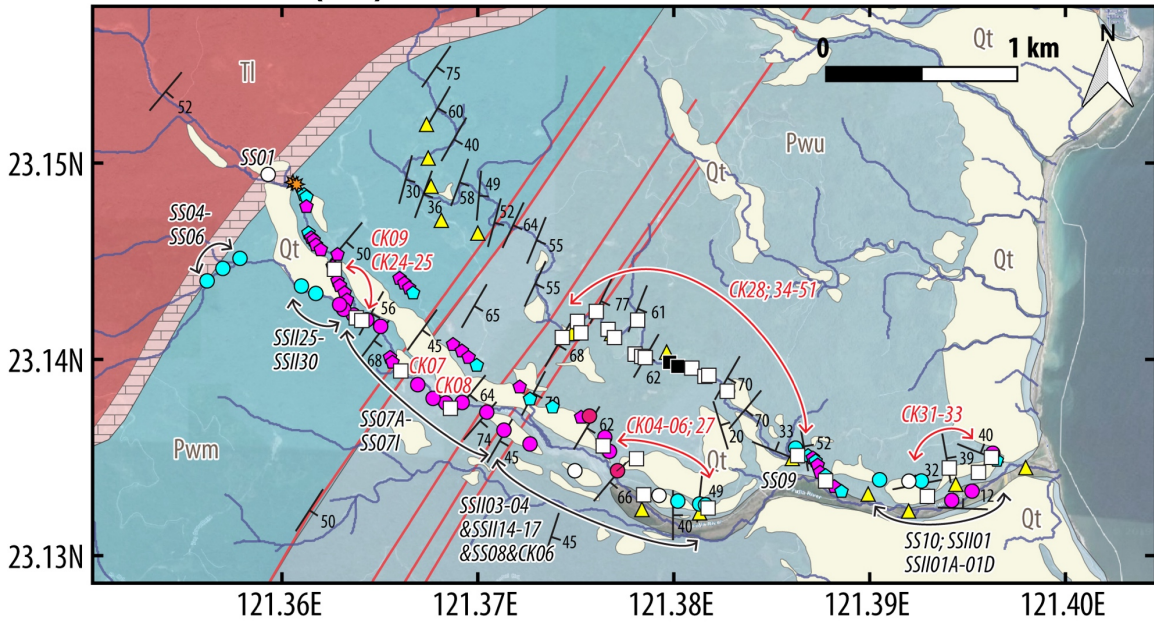 0
1 km
N
Qt
Tl
75
52
60
40
Pwu
23.15N
SS01
30
36
58
49
Qt
52
64
55
SS04-
SS06
Qt
50
CK09
CK24-25
Qt
55
CK28; 34-51
77
61
65
56
SSII25-
SSII30
68
45
68
62
23.14N
CK07
CK08
64
70
70
20
CK04-06; 27
CK31-33
SS07A-
SS07I
62
33
52
40
Pwm
74
45
Qt
SS09
39
32
12
66
49
40
50
SSII03-04
&SSII14-17
&SS08&CK06
45
SS10; SSII01
SSII01A-01D
Qt
23.13N
121.36E
121.37E
121.38E
121.39E
121.40E